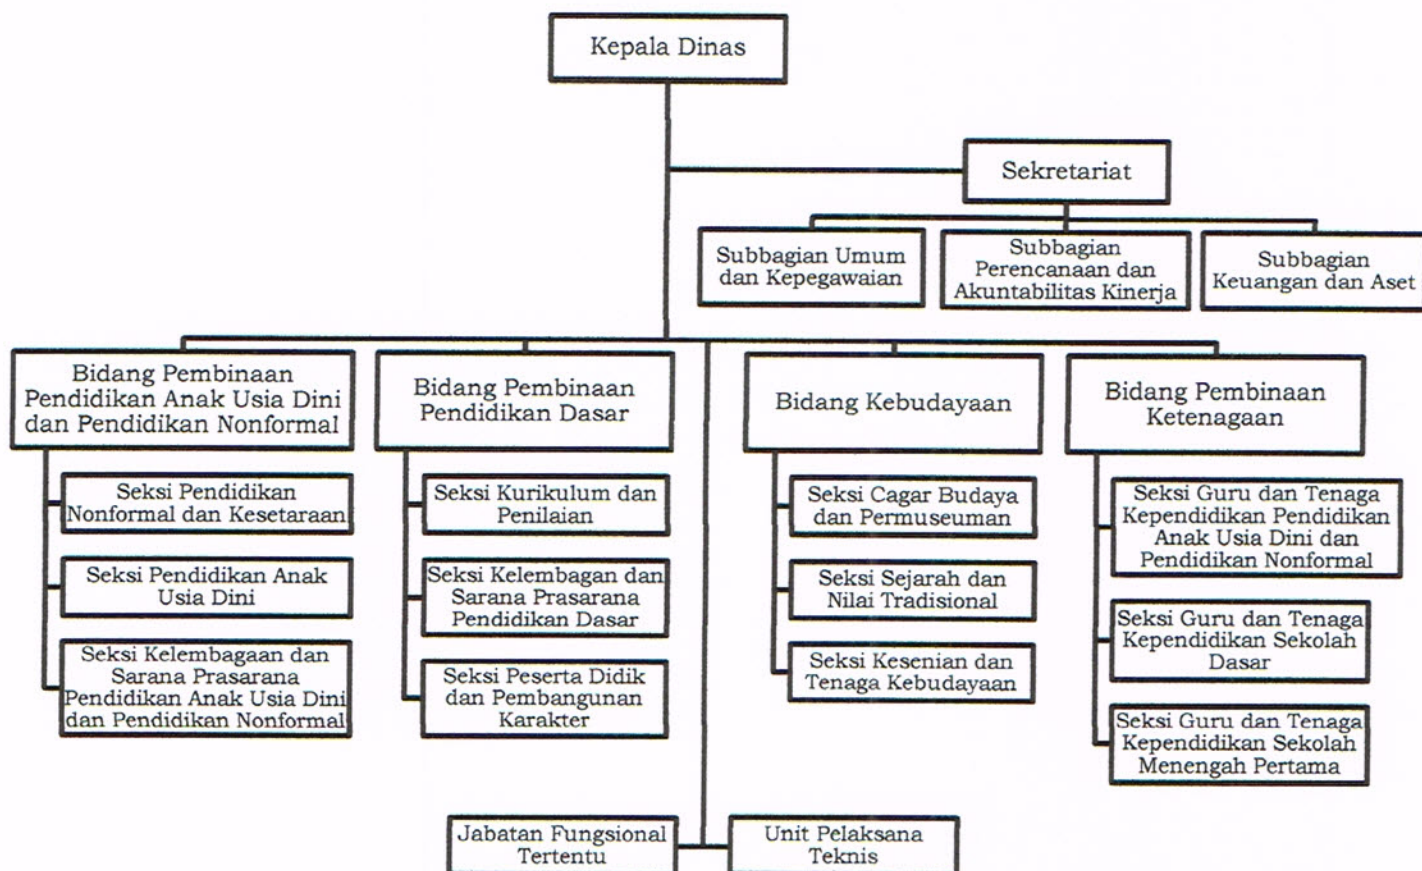 Kepala Dinas
Sekretariat
Subbagian Umum
dan Kepegawaian
Subbagian
Perencanaan dan
Akuntabilitas Kinerja
Subbagian
Keuangan dan Aset
Bidang Pembinaan
Pendidikan Anak Usia Dini
dan Pendidikan Nonformal
Seksi Pendidikan
Nonformal dan Kesetaraan
Seksi Pendidikan Anak
Usia Dini
Seksi Kelembagaan dan
Sarana Prasarana
Pendidikan Anak Usia Dini
dan Pendidikan Nonformal
Bidang Pembinaan
Pendidikan Dasar
Seksi Kurikulum dan
Penilaian
Seksi Kelembagan dan
Sarana Prasarana
Pendidikan Dasar
Seksi Peserta Didik
dan Pembangunan
Karakter
Bidang Kebudayaan
Seksi Cagar Budaya
dan Permuseuman
Seksi Sejarah dan
Nilai Tradisional
Seksi Kesenian dan
Tenaga Kebudayaan
Bidang Pembinaan
Ketenagaan
Seksi Guru dan Tenaga
Kependidikan Pendidikan
Anak Usia Dini dan
Pendidikan Nonformal
Seksi Guru dan Tenaga
Kependidikan Sekolah
Dasar
Seksi Guru dan Tenaga
Kependidikan Sekolah
Menengah Pertama
Jabatan Fungsional
Tertentu
Unit Pelaksana
Teknis